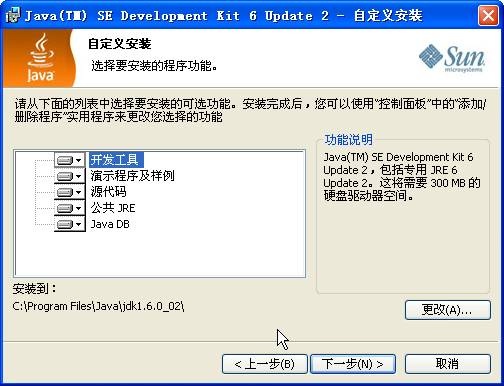 Java(TM) SE Development Kit 6 Update 2 - 自定义安装
自定义安装
选择要安装的程序功能。
Java
Sun
microsystems
请从下面的列表中选择要安装的可选功能。安装完成后，您可以使用“控制面板”中的“添加/
删除程序”实用程序来更改您选择的功能
开发工具
演示程序及样例
源代码
公共 JRE
Java DB
功能说明
Java(TM) SE Development Kit 6
Update 2，包括专用 JRE 6
Update 2。这将需要 300 MB 的
硬盘驱动器空间。
安装到：
C:\Program Files\Java\jdk1.6.0_02\
更改(A)...
< 上一步(B)
下一步(N) >
取消